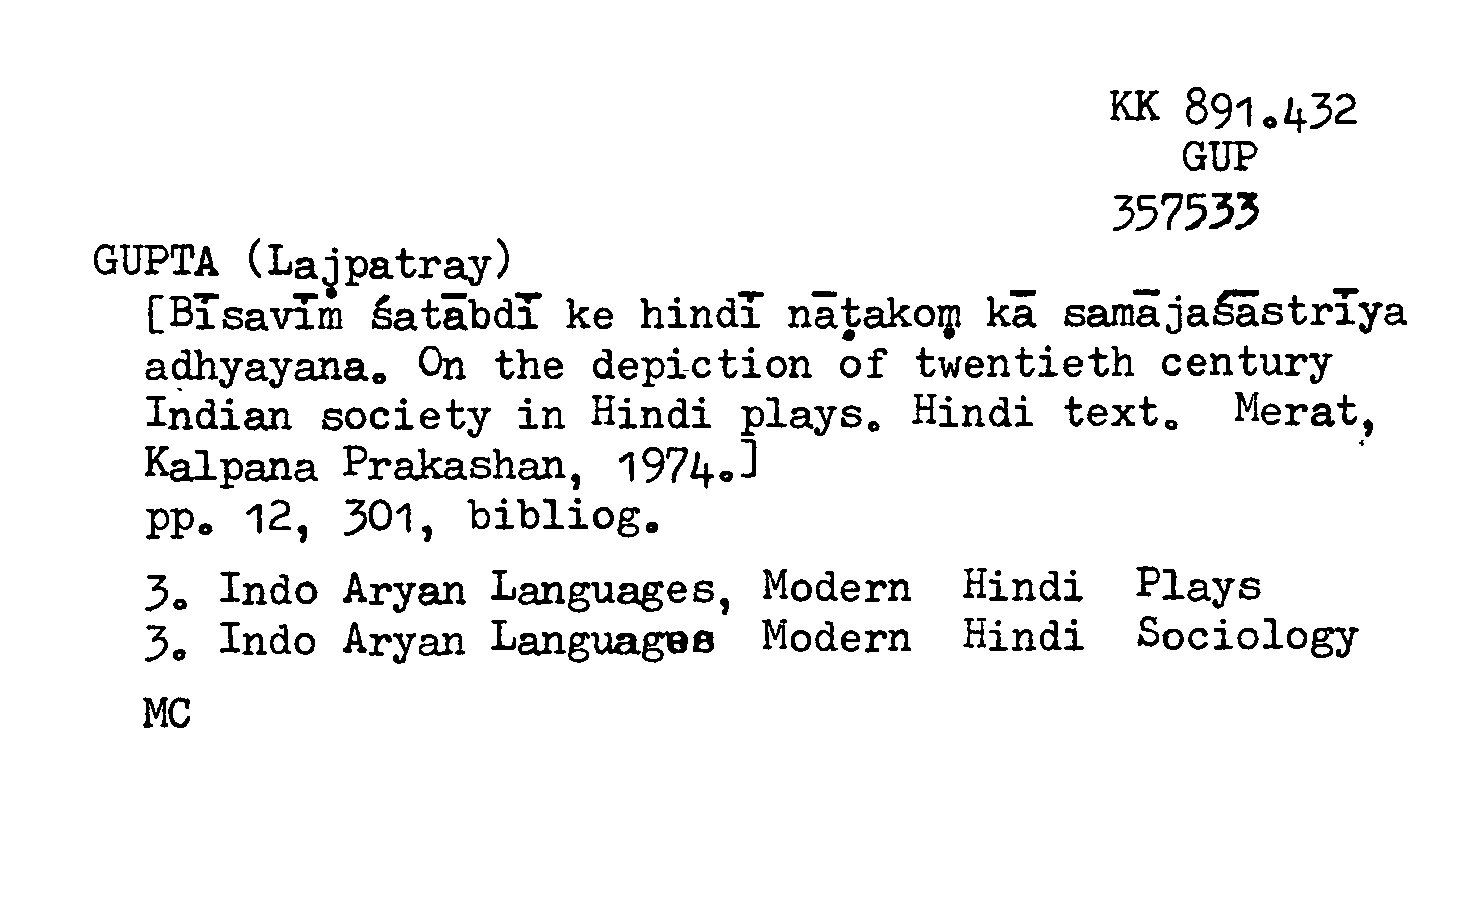 KK 891.432
GUP
357533
GUPTA (Lajpatray)
[Bīsavīṁ śatābdī ke hindī nāṭakoṃ kā samājaśāstrīya
adhyayana. On the depiction of twentieth century
Indian society in Hindi plays. Hindi text. Merat,
Kalpana Prakashan, 1974.]
pp. 12, 301, bibliog.
3. Indo Aryan Languages, Modern Hindi Plays
3. Indo Aryan Languages Modern Hindi Sociology
MC